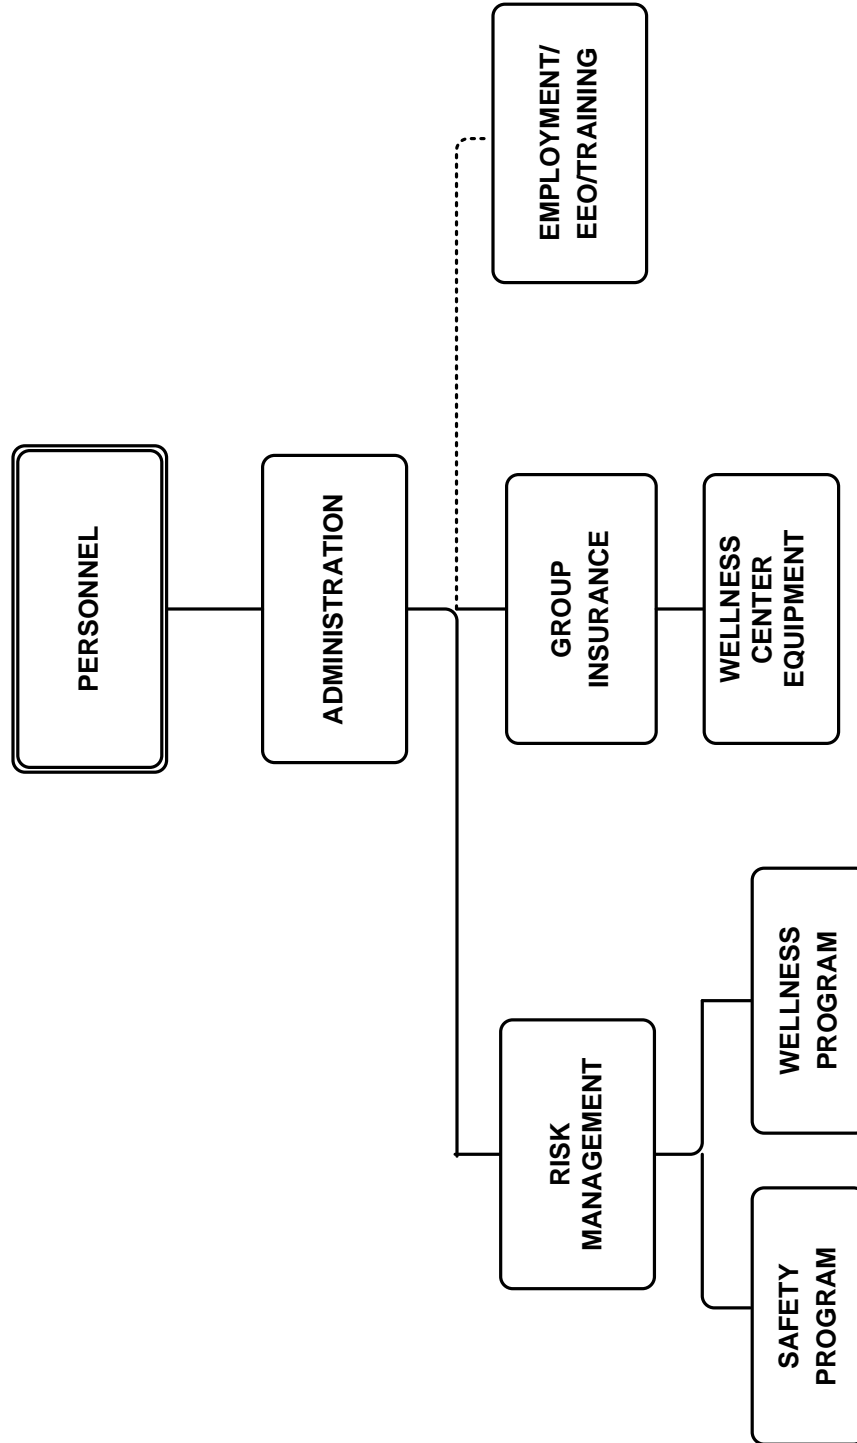 PERSONNEL
ADMINISTRATION
RISK
MANAGEMENT
GROUP
INSURANCE
EMPLOYMENT/
EEO/TRAINING
SAFETY
PROGRAM
WELLNESS
PROGRAM
WELLNESS
CENTER
EQUIPMENT